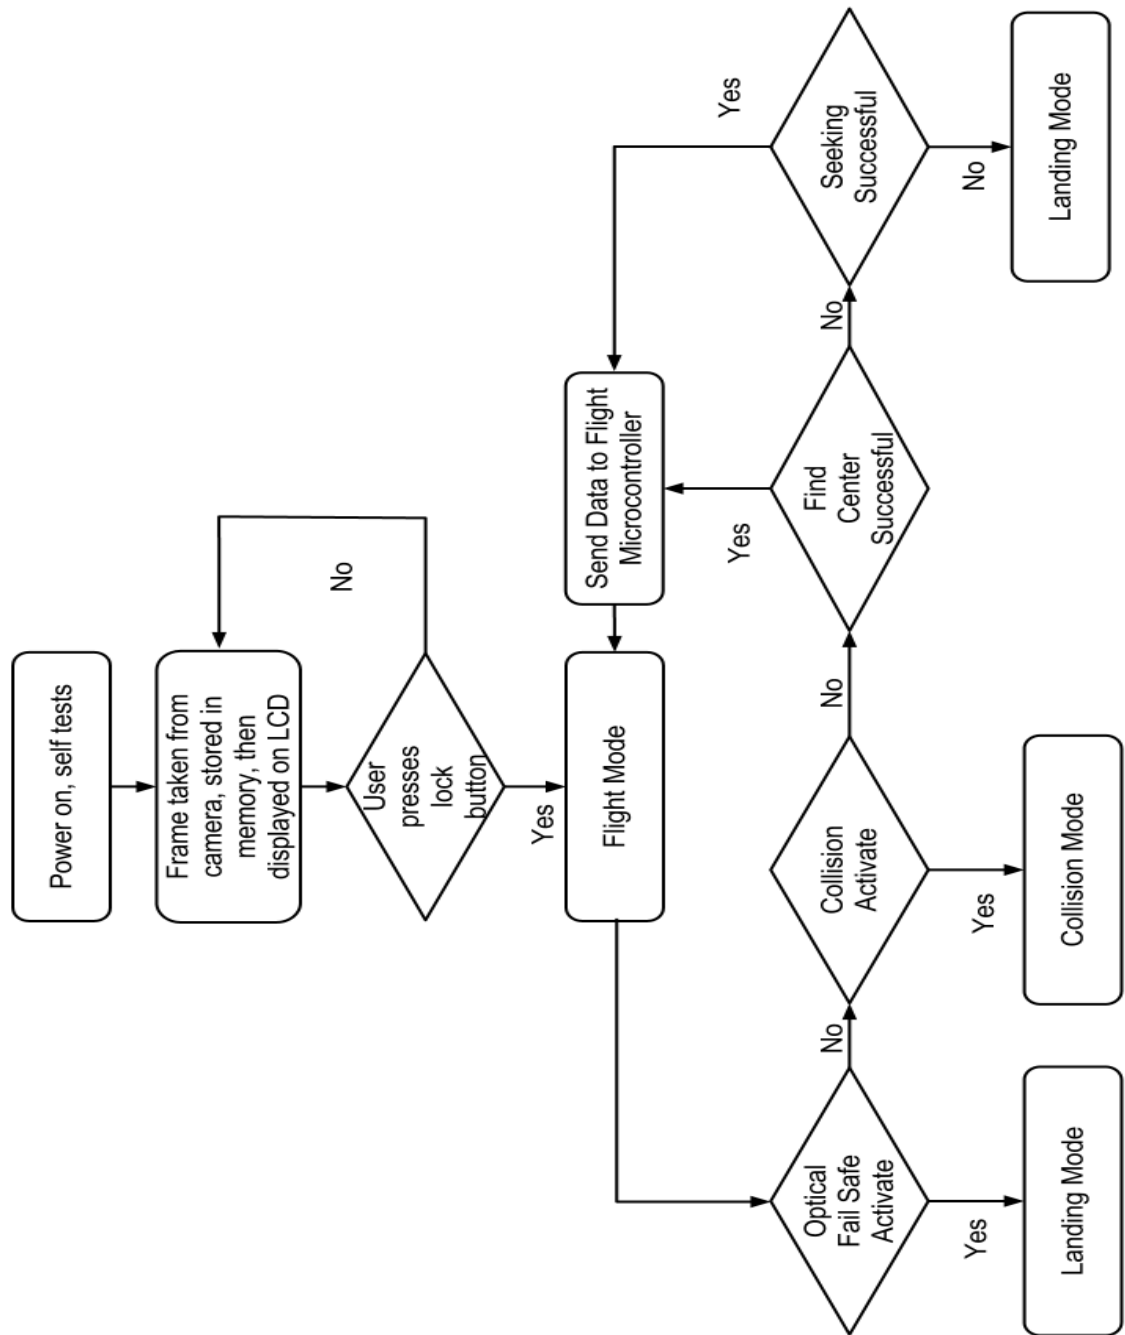 Power on, self tests
Frame taken from
camera, stored in
memory, then
displayed on LCD
User
presses
lock
button
No
Yes
Flight Mode
Send Data to Flight
Microcontroller
Optical
Fail Safe
Activate
Yes
Landing Mode
No
Collision
Activate
Yes
Collision Mode
No
Find
Center
Successful
Yes
No
Seeking
Successful
Yes
No
Landing Mode